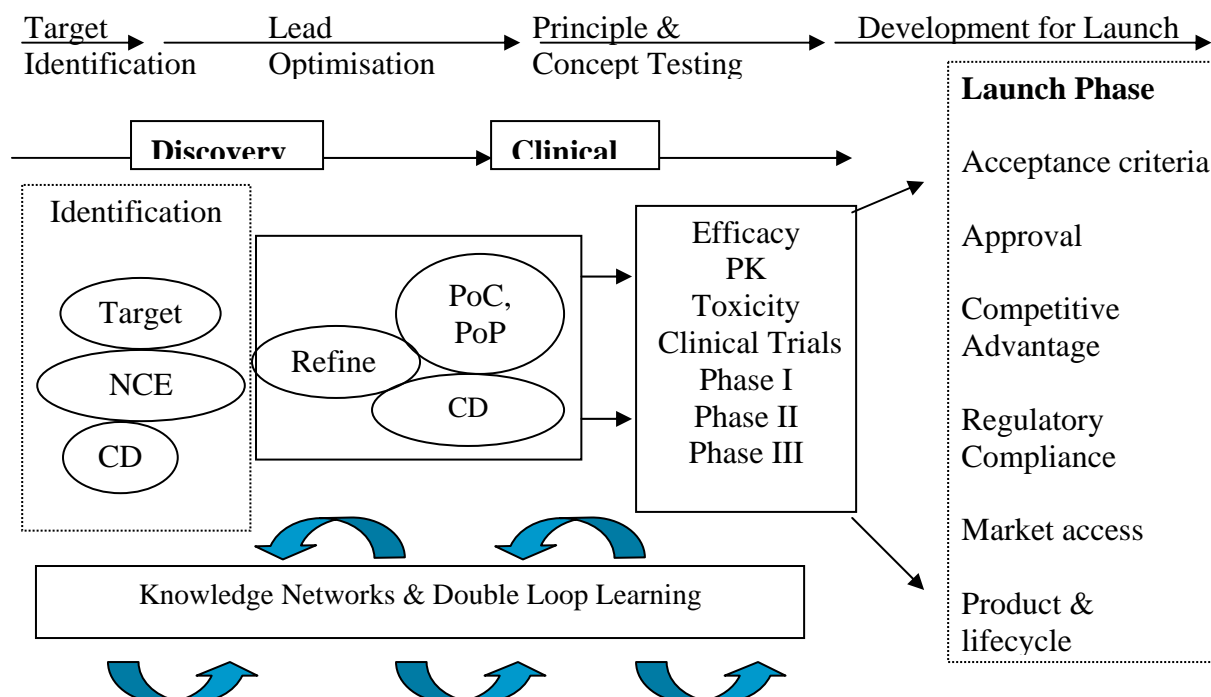 Target
Identification
Lead
Optimisation
Principle &
Concept Testing
Development for Launch
Discovery
Clinical
Identification
Target
NCE
CD
Refine
PoC,
PoP
CD
Efficacy
PK
Toxicity
Clinical Trials
Phase I
Phase II
Phase III
Launch Phase
Acceptance criteria
Approval
Competitive
Advantage
Regulatory
Compliance
Market access
Product &
lifecycle
Knowledge Networks & Double Loop Learning